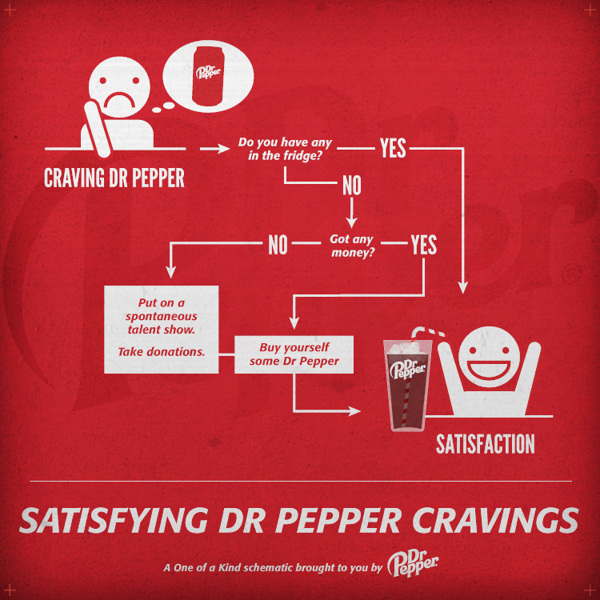 Dr Pepper
CRAVING DR PEPPER
Do you have any
in the fridge?
YES
NO
Got any
money?
NO
YES
Put on a
spontaneous
talent show.
Take donations.
Buy yourself
some Dr Pepper
Dr Pepper
SATISFACTION
SATISFYING DR PEPPER CRAVINGS
A One of a Kind schematic brought to you by Dr Pepper
Dr Pepper ®